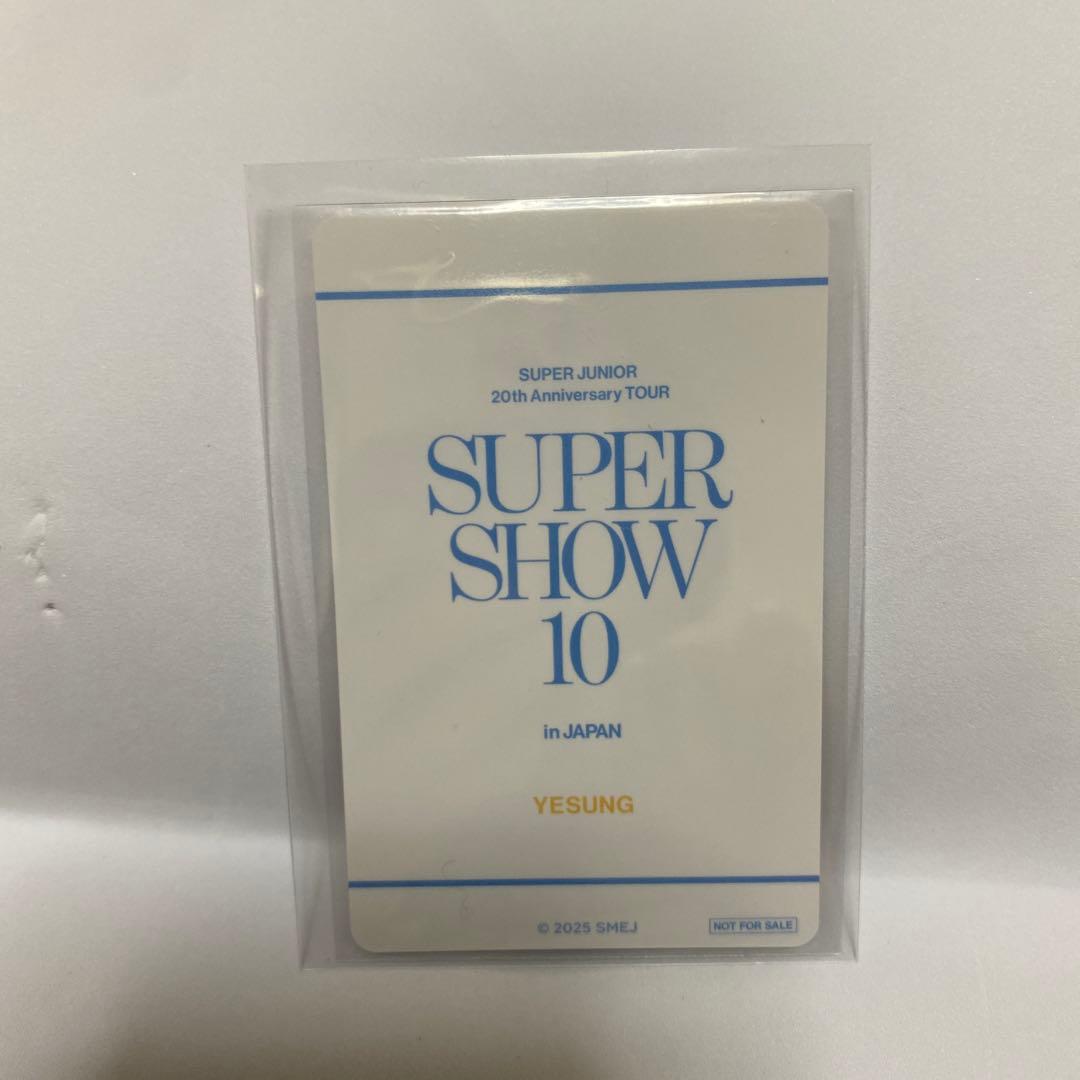 SUPER JUNIOR
20th Anniversary TOUR
SUPER
SHOW
10
in JAPAN
YESUNG
© 2025 SMEJ
NOT FOR SALE